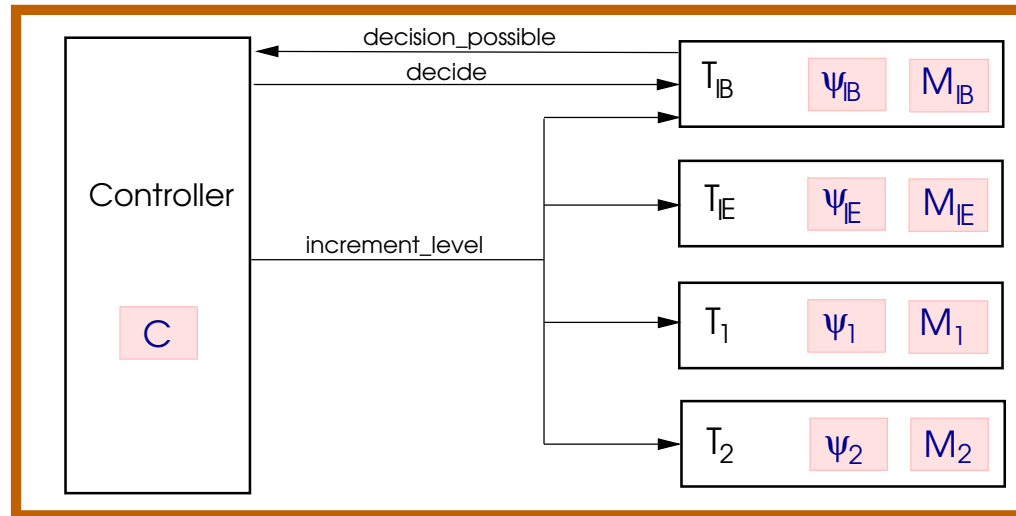 decision_possible
decide
Controller
increment_level
C
T_IB ψ_IB M_IB
T_IE ψ_IE M_IE
T_1 ψ_1 M_1
T_2 ψ_2 M_2